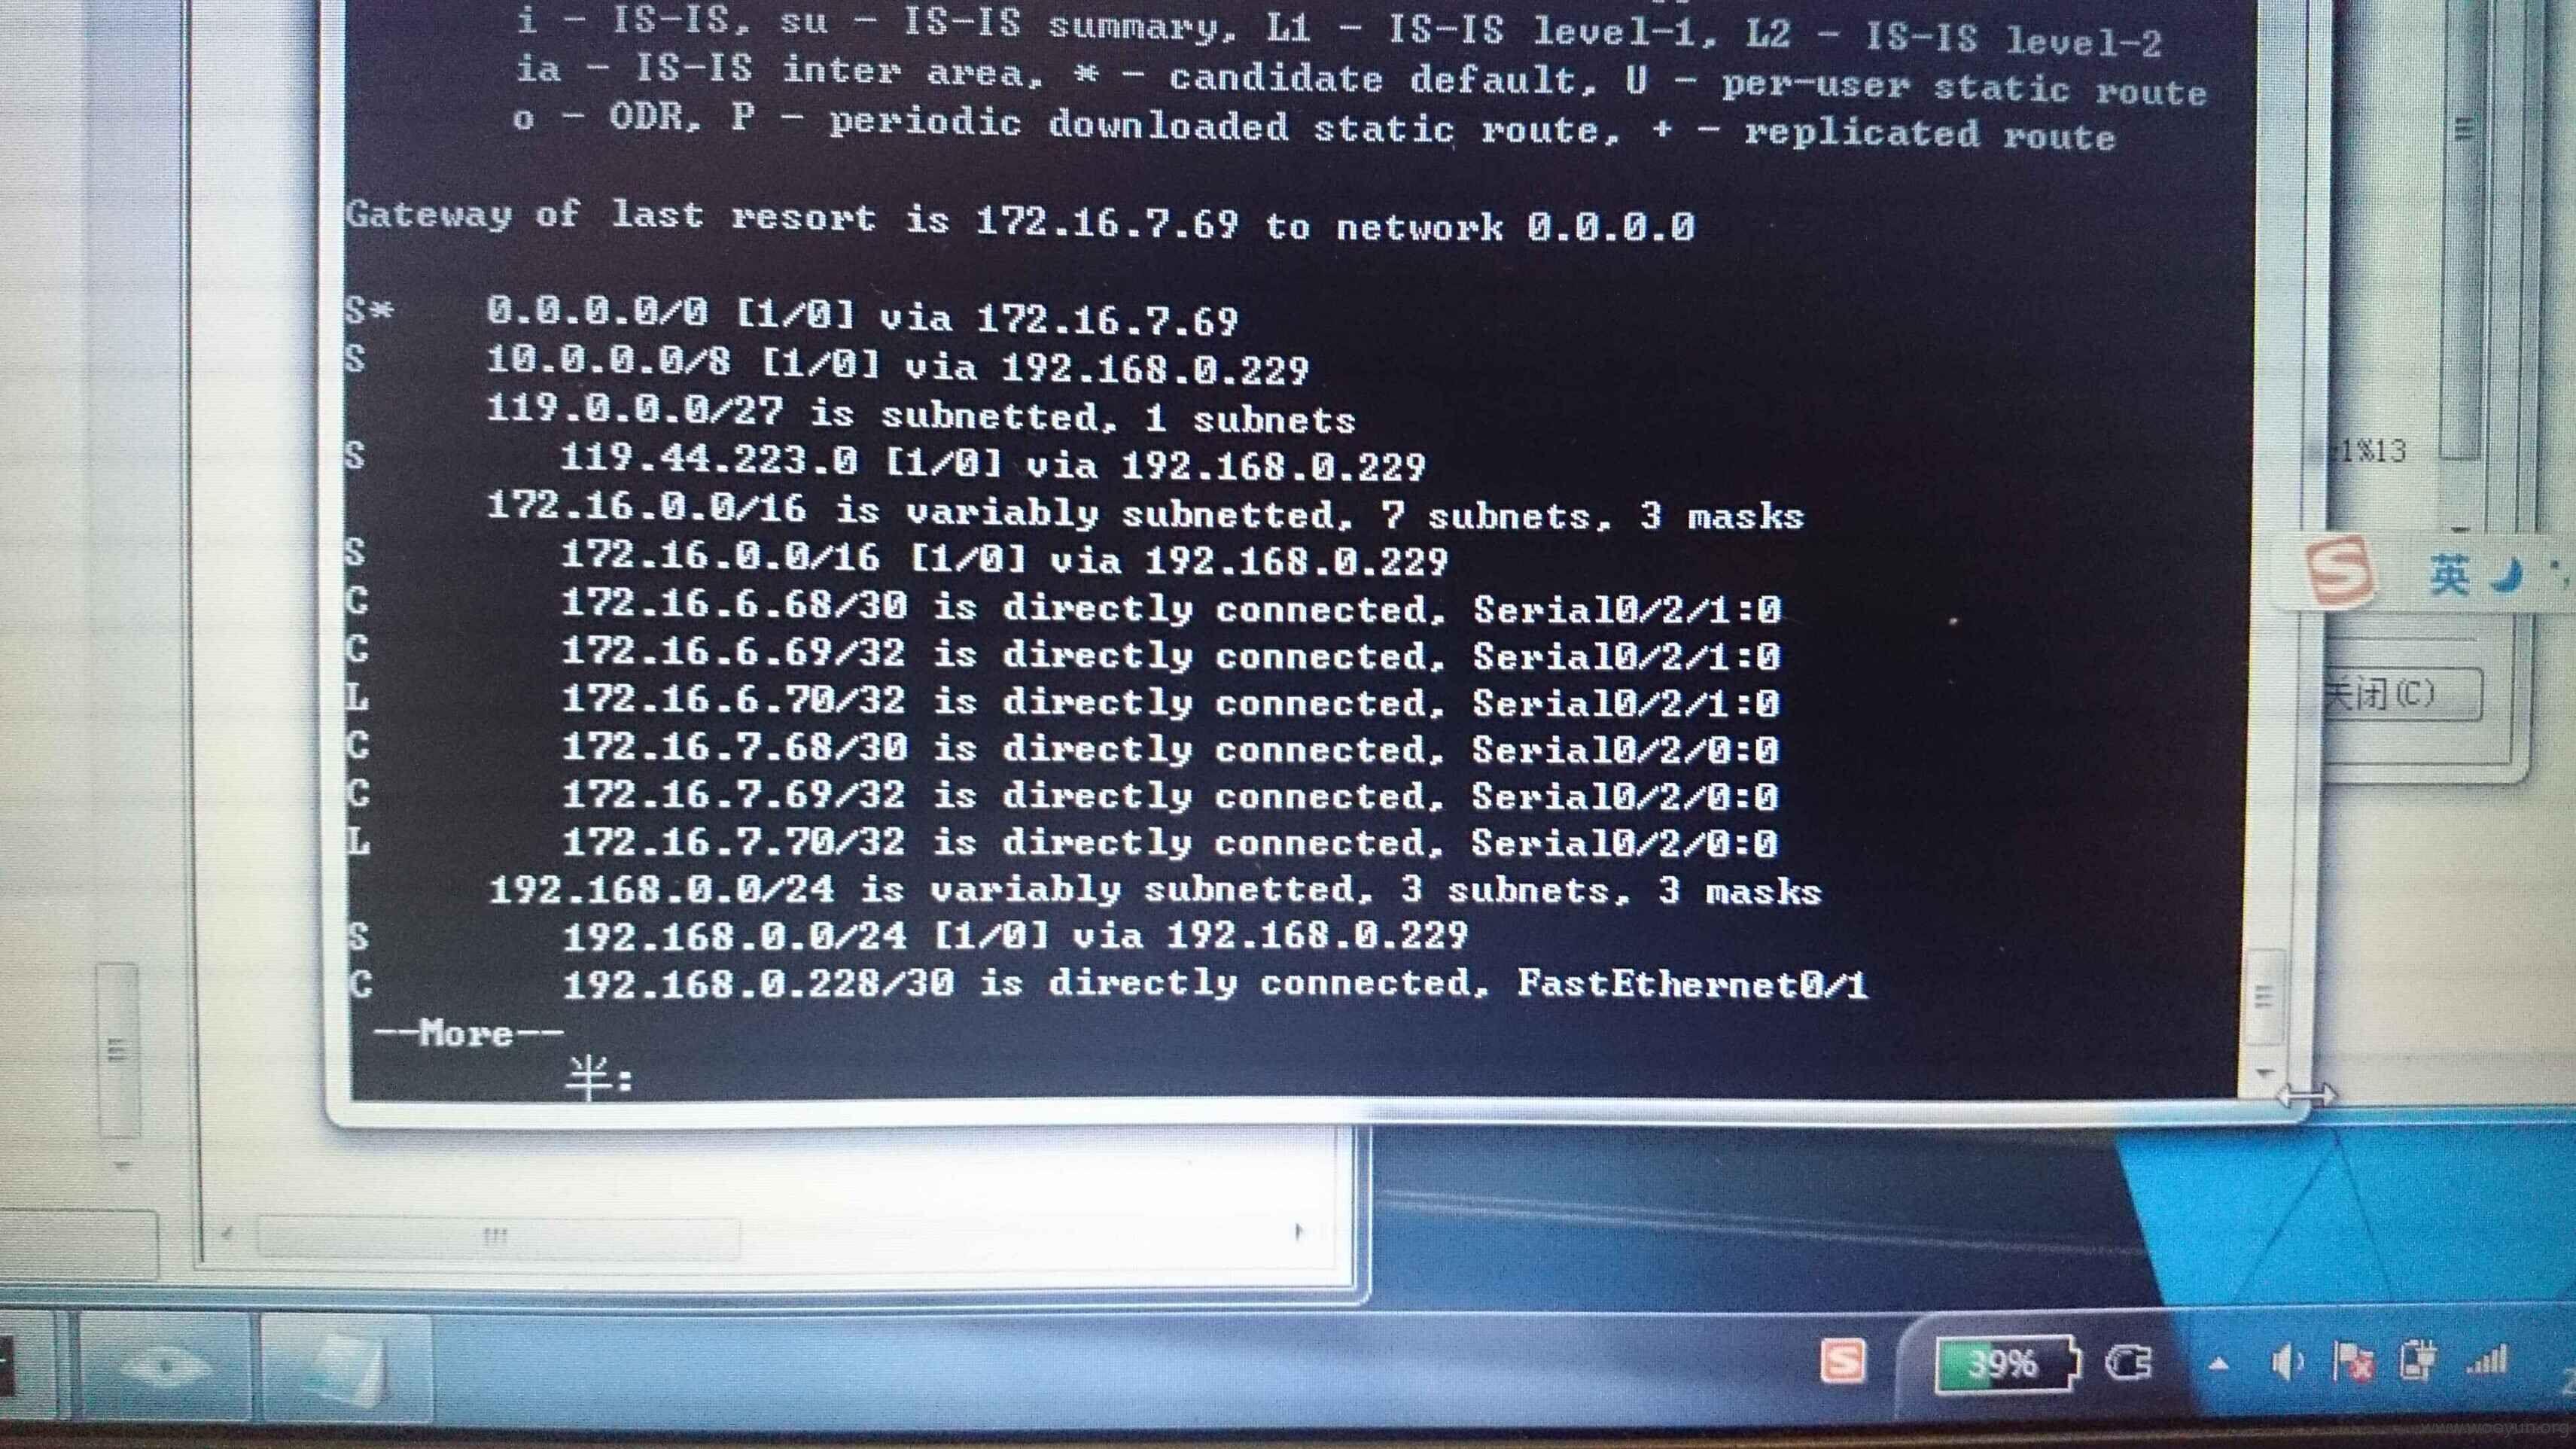 i - IS-IS, su - IS-IS summary, L1 - IS-IS level-1, L2 - IS-IS level-2
ia - IS-IS inter area, * - candidate default, U - per-user static route
o - ODR, P - periodic downloaded static route, + - replicated route
Gateway of last resort is 172.16.7.69 to network 0.0.0.0
S* 0.0.0.0/0 [1/0] via 172.16.7.69
S 10.0.0.0/8 [1/0] via 192.168.0.229
119.0.0.0/27 is subnetted, 1 subnets
S 119.44.223.0 [1/0] via 192.168.0.229
172.16.0.0/16 is variably subnetted, 7 subnets, 3 masks
S 172.16.0.0/16 [1/0] via 192.168.0.229
C 172.16.6.68/30 is directly connected, Serial0/2/1:0
C 172.16.6.69/32 is directly connected, Serial0/2/1:0
L 172.16.6.70/32 is directly connected, Serial0/2/1:0
C 172.16.7.68/30 is directly connected, Serial0/2/0:0
C 172.16.7.69/32 is directly connected, Serial0/2/0:0
L 172.16.7.70/32 is directly connected, Serial0/2/0:0
192.168.0.0/24 is variably subnetted, 3 subnets, 3 masks
S 192.168.0.0/24 [1/0] via 192.168.0.229
C 192.168.0.228/30 is directly connected, FastEthernet0/1
--More--
半:
1%13
S 英
关闭(C)
S 39%
www.wooyun.org